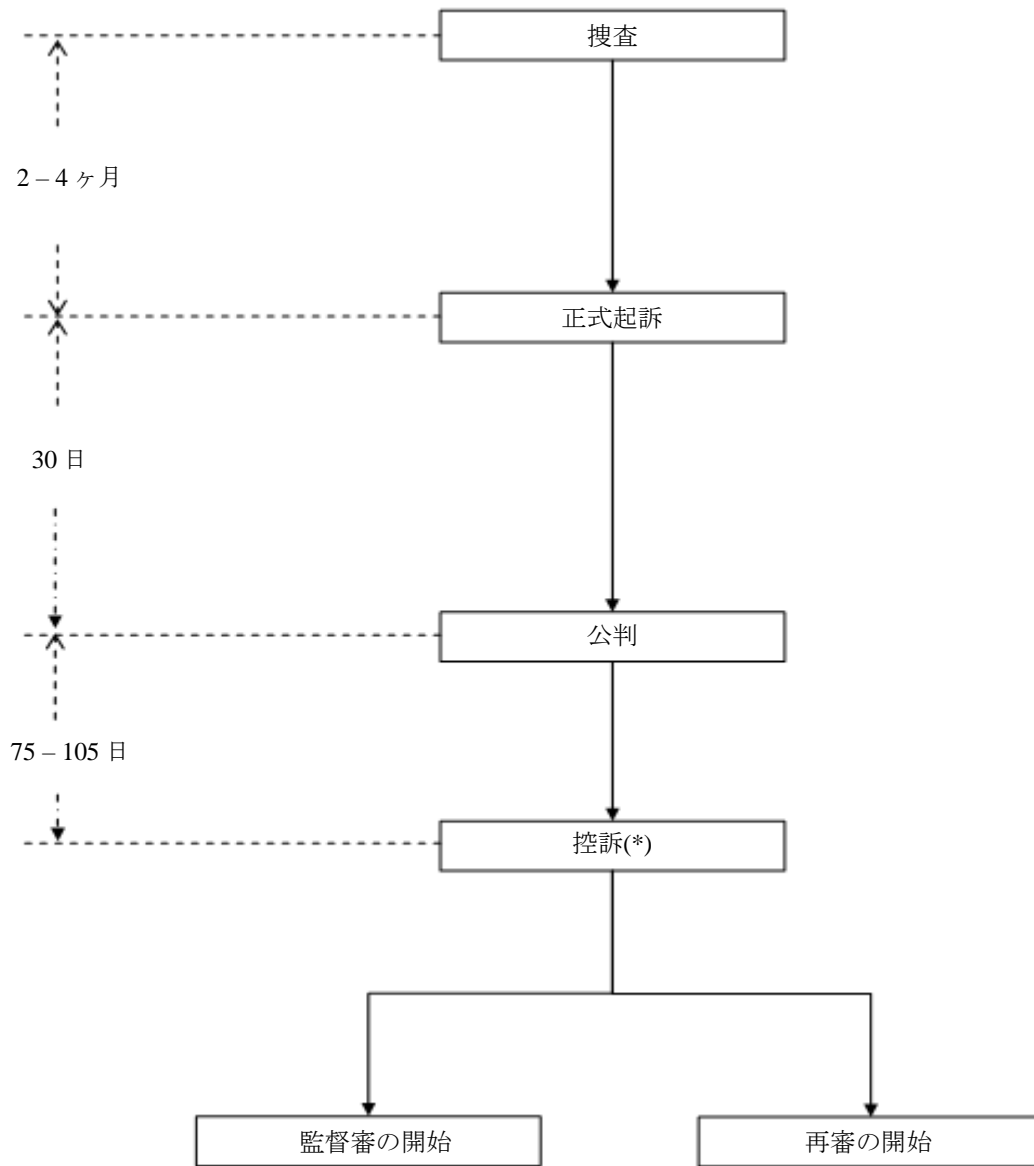 捜査
2 – 4 ヶ月
正式起訴
30 日
公判
75 – 105 日
控訴(*)
監督審の開始
再審の開始